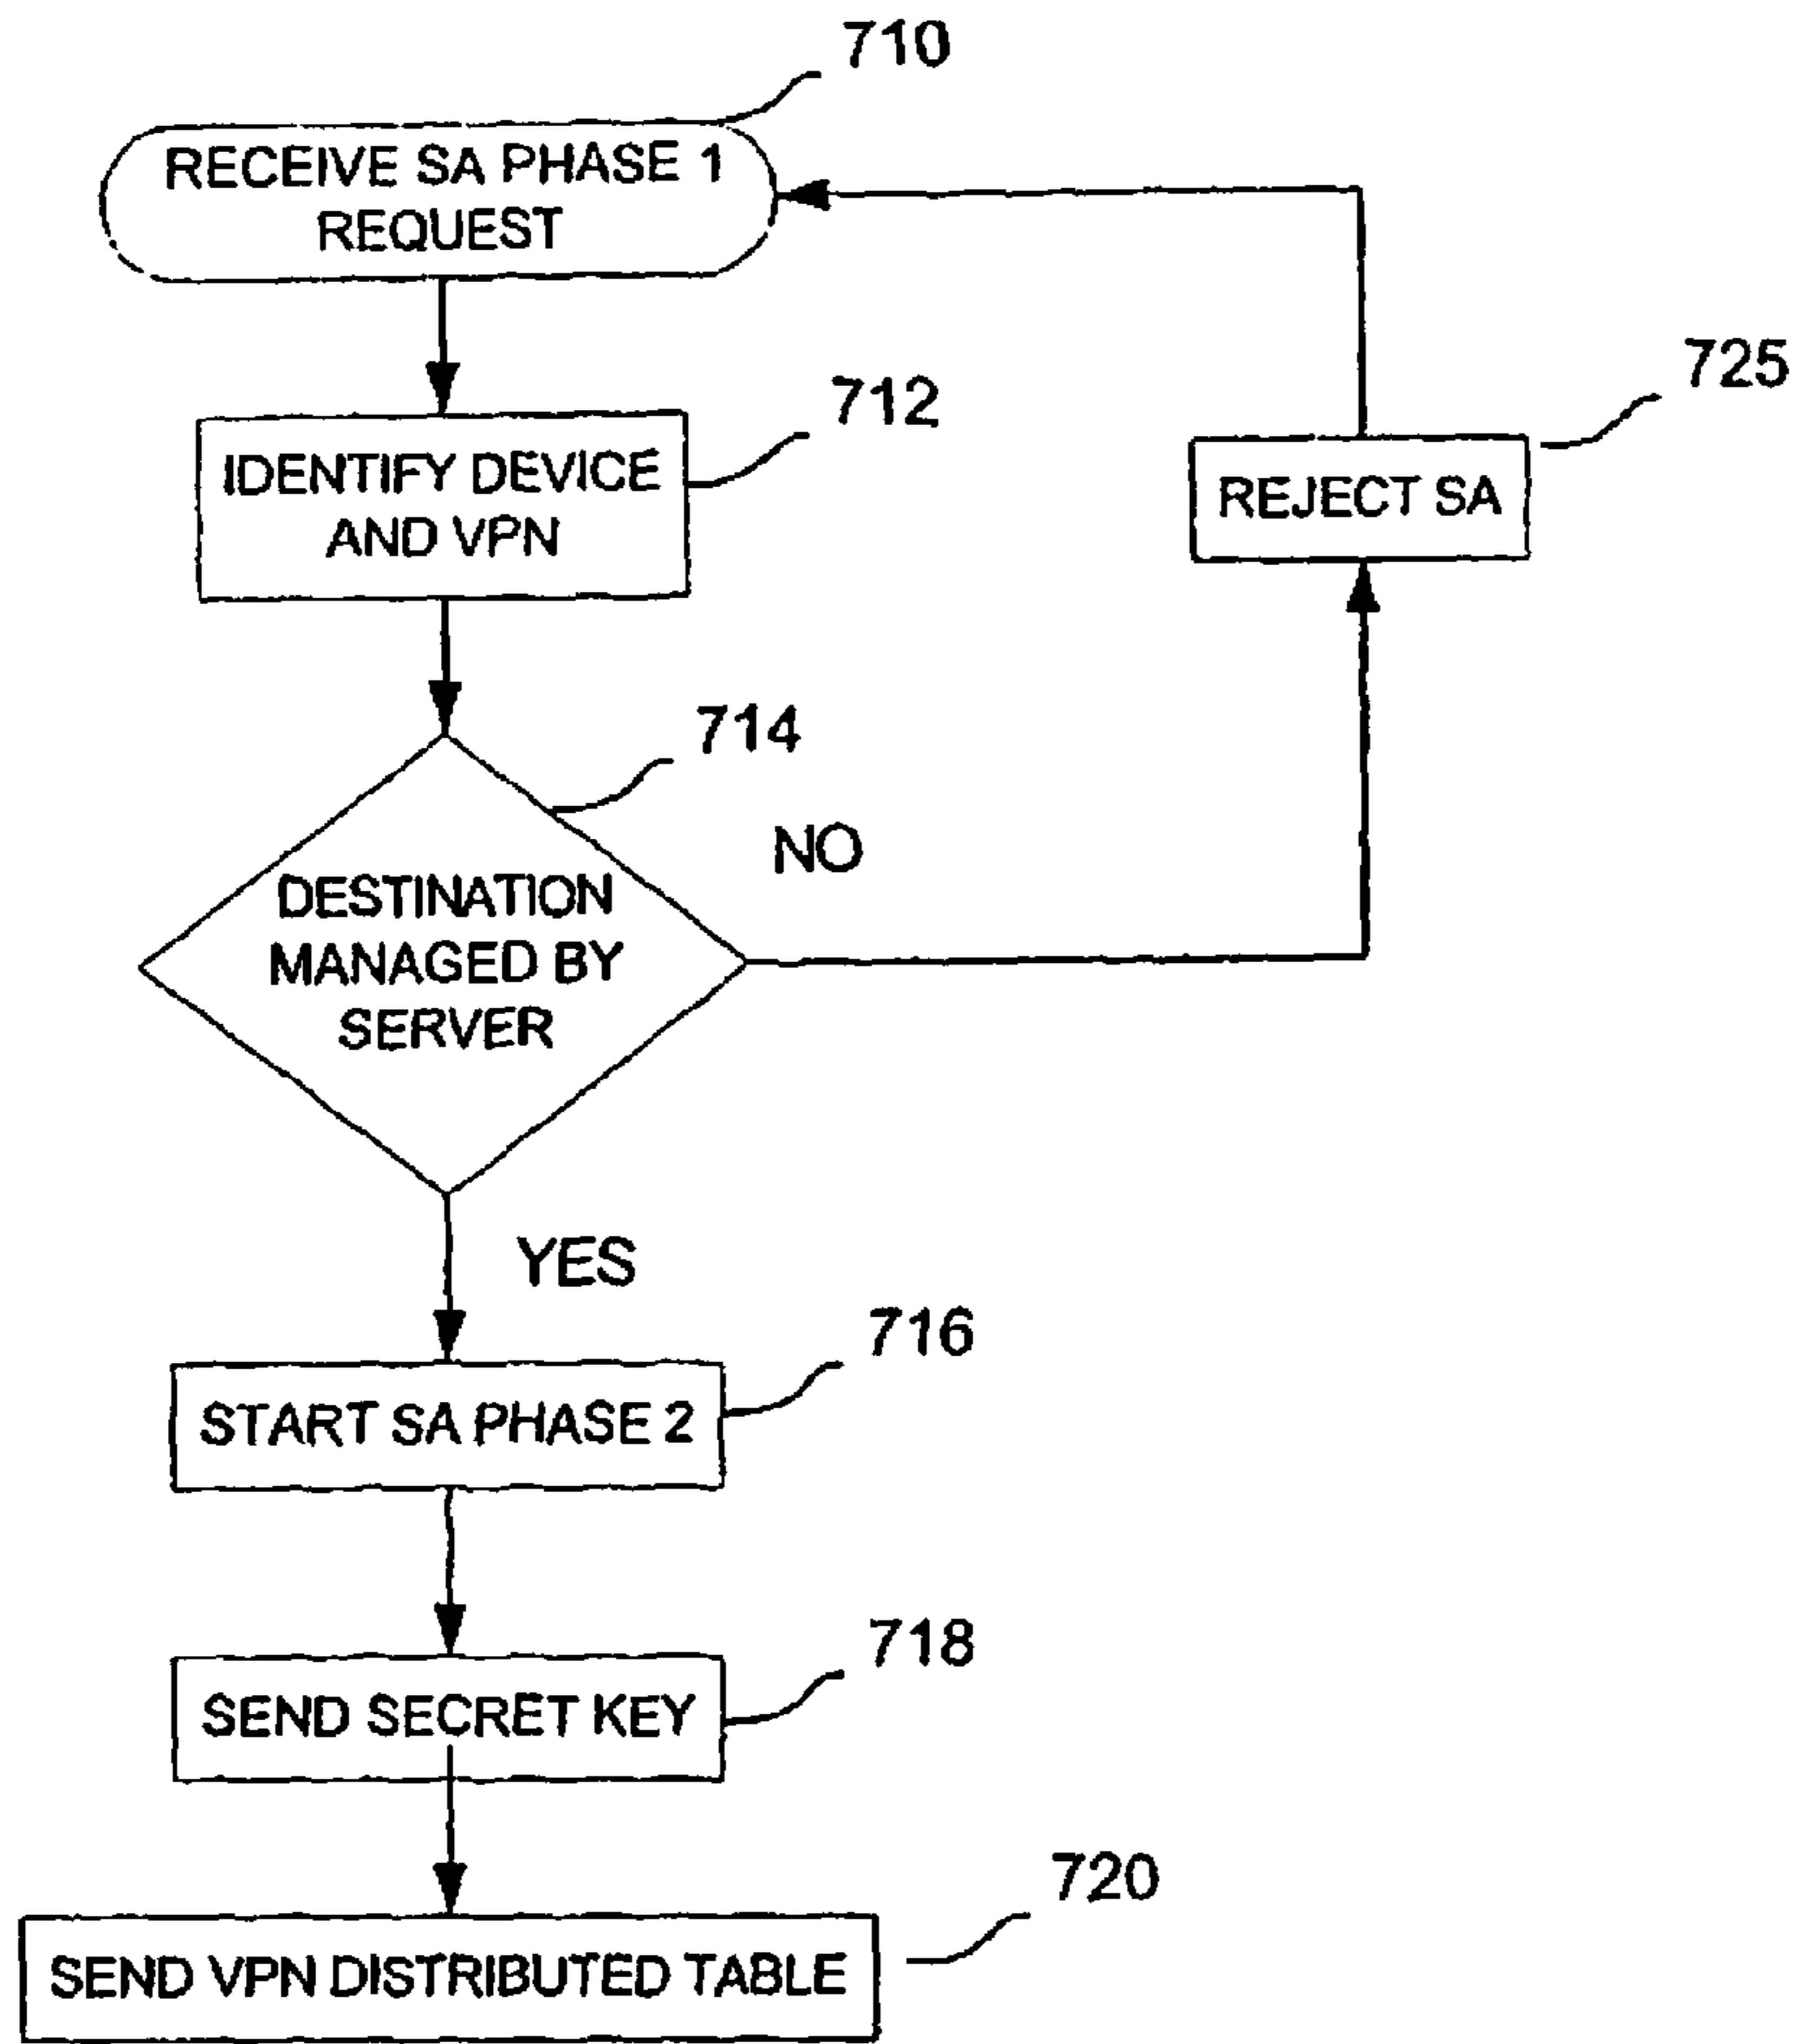 710
RECEIVE SA PHASE 1
REQUEST
712
IDENTIFY DEVICE
AND VPN
725
REJECT SA
714
NO
DESTINATION
MANAGED BY
SERVER
YES
716
START SA PHASE 2
718
SEND SECRET KEY
720
SEND VPN DISTRIBUTED TABLE